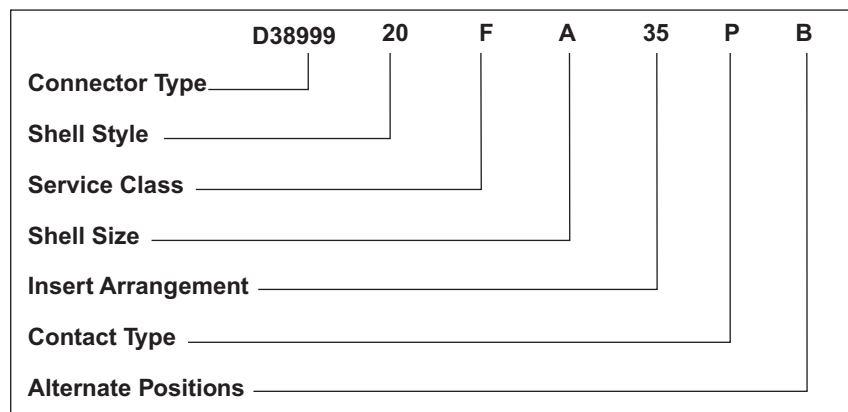 D38999 20 F A 35 P B
Connector Type
Shell Style
Service Class
Shell Size
Insert Arrangement
Contact Type
Alternate Positions